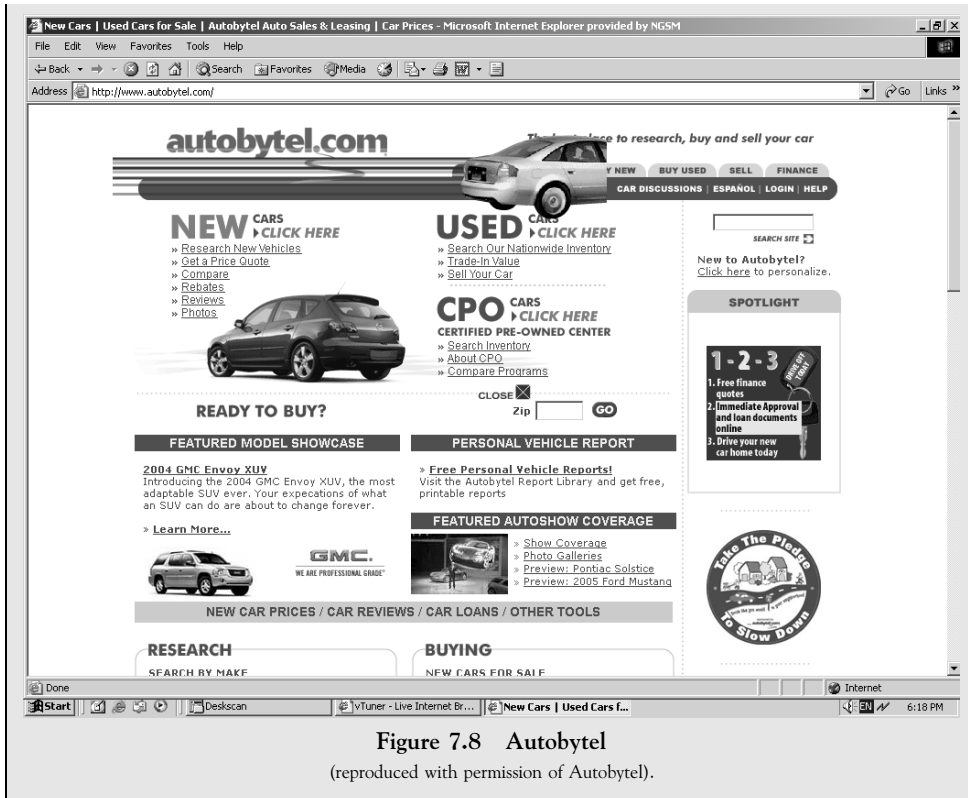 New Cars | Used Cars for Sale | Autobytel Auto Sales & Leasing | Car Prices - Microsoft Internet Explorer provided by NGSM
File Edit View Favorites Tools Help
Back Search Favorites Media
Address http://www.autobytel.com/ Go Links »
autobytel.com
e to research, buy and sell your car
Y NEW BUY USED SELL FINANCE
CAR DISCUSSIONS | ESPAÑOL | LOGIN | HELP
NEW CARS CLICK HERE
» Research New Vehicles
» Get a Price Quote
» Compare
» Rebates
» Reviews
» Photos
USED CARS CLICK HERE
» Search Our Nationwide Inventory
» Trade-In Value
» Sell Your Car
CPO CARS CLICK HERE
CERTIFIED PRE-OWNED CENTER
» Search Inventory
» About CPO
» Compare Programs
SEARCH SITE
New to Autobytel?
Click here to personalize.
SPOTLIGHT
1-2-3
DRIVE OFF TODAY
1. Free finance
quotes
2. Immediate Approval
and loan documents
online
3. Drive your new
car home today
CLOSE
READY TO BUY? Zip GO
FEATURED MODEL SHOWCASE
2004 GMC Envoy XUV
Introducing the 2004 GMC Envoy XUV, the most
adaptable SUV ever. Your expecations of what
an SUV can do are about to change forever.
» Learn More...
GMC.
WE ARE PROFESSIONAL GRADE™
PERSONAL VEHICLE REPORT
» Free Personal Vehicle Reports!
Visit the Autobytel Report Library and get free,
printable reports
FEATURED AUTOSHOW COVERAGE
» Show Coverage
» Photo Galleries
» Preview: Pontiac Solstice
» Preview: 2005 Ford Mustang
Take The Pledge
To Slow Down
NEW CAR PRICES / CAR REVIEWS / CAR LOANS / OTHER TOOLS
RESEARCH
SEARCH BY MAKE
BUYING
NEW CARS FOR SALE
Done Internet
Start Deskscan vTuner - Live Internet Br... New Cars | Used Cars f... EN 6:18 PM
Figure 7.8 Autobytel
(reproduced with permission of Autobytel).